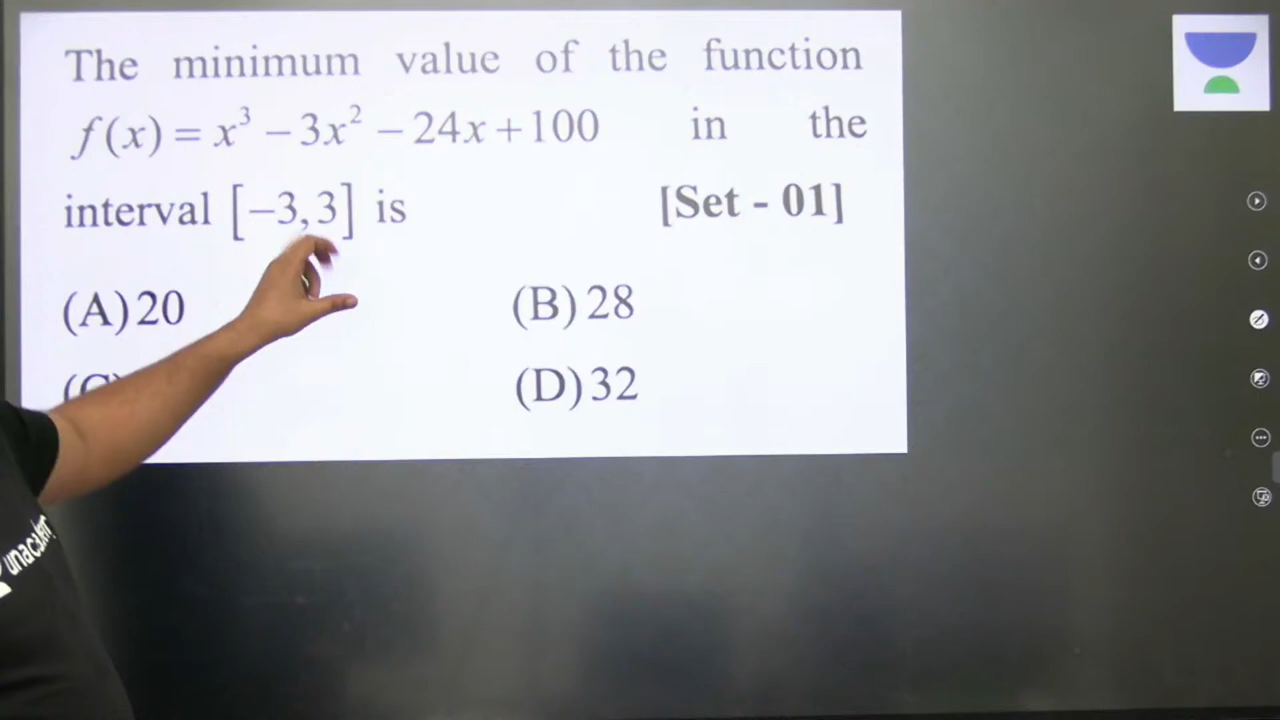 The minimum value of the function
f(x) = x³ − 3x² − 24x + 100 in the
interval [−3, 3] is [Set - 01]
(A) 20 (B) 28
(D) 32
unacademy